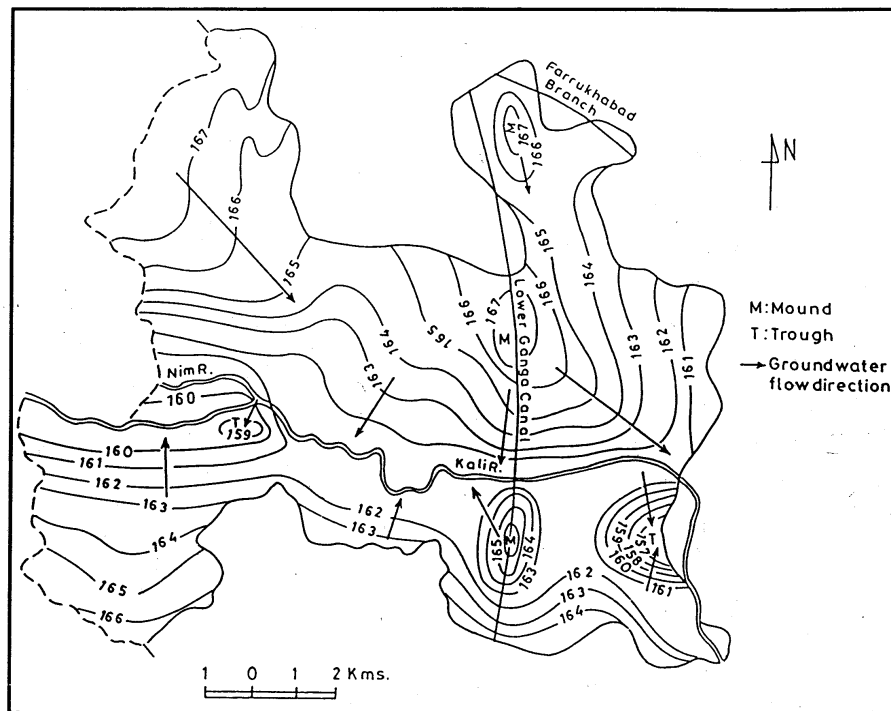 Farrukhabad
Branch
N
M
167
166
167
166
165
165
164
166
165
166
167
M
164
163
165
163
162
161
M:Mound
T:Trough
Groundwater
flow direction
Lower Ganga Canal
Nim R.
160
T
159
160
161
162
163
164
165
166
Kali R.
162
163
165
M
164
163
162
163
164
159
158
157
T
160
161
1 0 1 2 Kms.